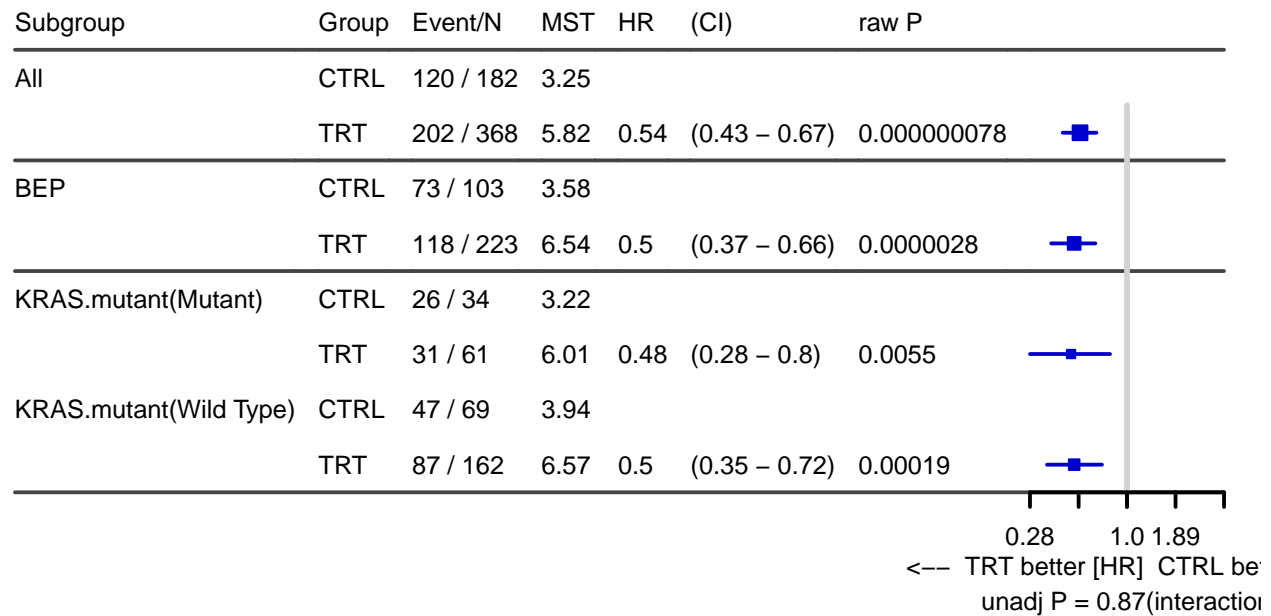 Subgroup Group Event/N MST HR (CI) raw P
All CTRL 120 / 182 3.25
TRT 202 / 368 5.82 0.54 (0.43 − 0.67) 0.000000078
BEP CTRL 73 / 103 3.58
TRT 118 / 223 6.54 0.5 (0.37 − 0.66) 0.0000028
KRAS.mutant(Mutant) CTRL 26 / 34 3.22
TRT 31 / 61 6.01 0.48 (0.28 − 0.8) 0.0055
KRAS.mutant(Wild Type) CTRL 47 / 69 3.94
TRT 87 / 162 6.57 0.5 (0.35 − 0.72) 0.00019
0.28 1.0 1.89
<−− TRT better [HR] CTRL bet
unadj P = 0.87(interaction